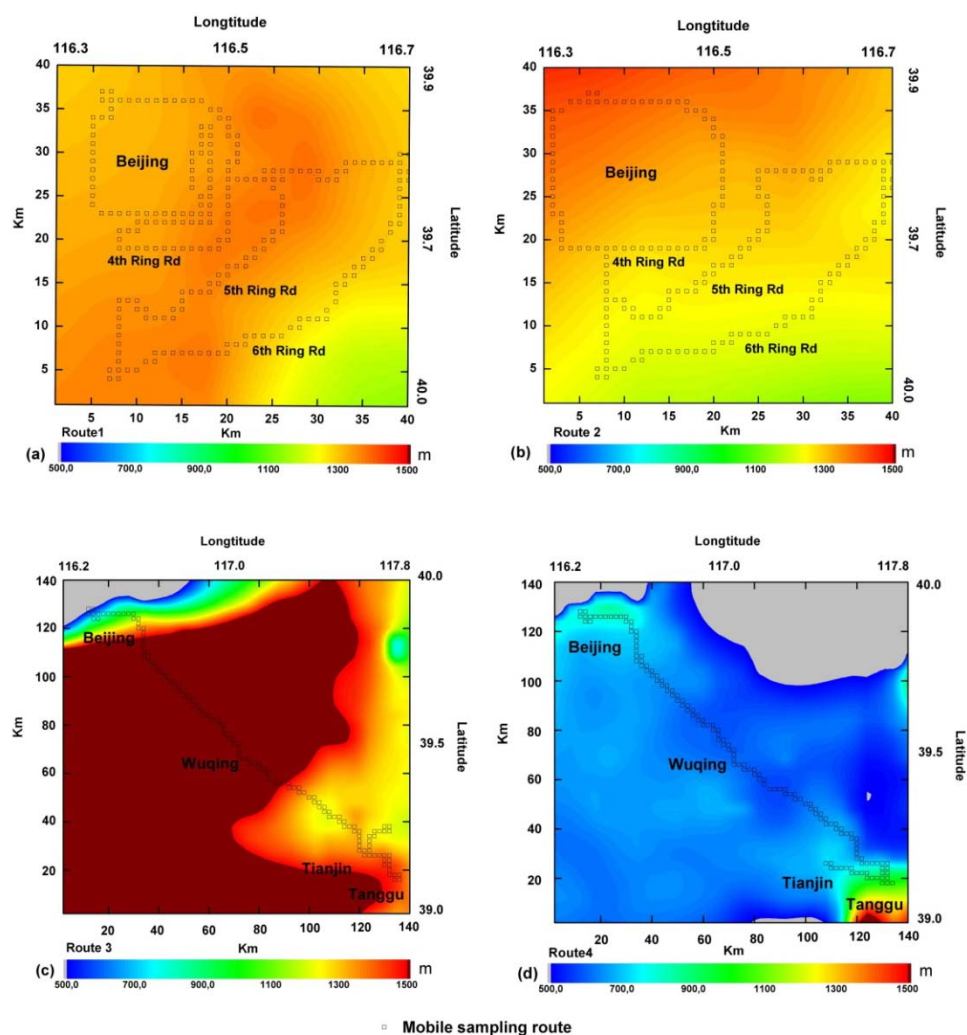 Longtitude
116.3 116.5 116.7
40 35 30 25 20 15 10 5
Km
39.9 39.7 40.0
Latitude
Beijing
4th Ring Rd
5th Ring Rd
6th Ring Rd
5 10 15 20 25 30 35 40
Route1 Km
(a) m
500,0 700,0 900,0 1100 1300 1500
Longtitude
116.3 116.5 116.7
40 35 30 25 20 15 10 5
Km
39.9 39.7 40.0
Latitude
Beijing
4th Ring Rd
5th Ring Rd
6th Ring Rd
5 10 15 20 25 30 35 40
Route 2 Km
(b) m
500,0 700,0 900,0 1100 1300 1500
Longtitude
116.2 117.0 117.8
140 120 100 80 60 40 20
Km
40.0 39.5 39.0
Latitude
Beijing
Wuqing
Tianjin
Tanggu
20 40 60 80 100 120 140
Route 3 Km
(c) m
500,0 700,0 900,0 1100 1300 1500
Longtitude
116.2 117.0 117.8
140 120 100 80 60 40 20
Km
40.0 39.5 39.0
Latitude
Beijing
Wuqing
Tianjin
Tanggu
20 40 60 80 100 120 140
Route4 Km
(d) m
500,0 700,0 900,0 1100 1300 1500
Mobile sampling route